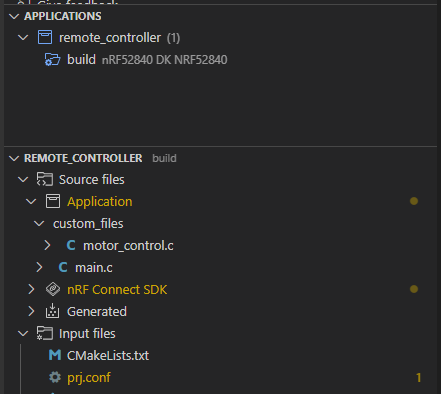 Give feedback
APPLICATIONS
remote_controller (1)
build nRF52840 DK NRF52840
REMOTE_CONTROLLER build
Source files
Application
custom_files
C motor_control.c
C main.c
nRF Connect SDK
Generated
Input files
M CMakeLists.txt
prj.conf 1